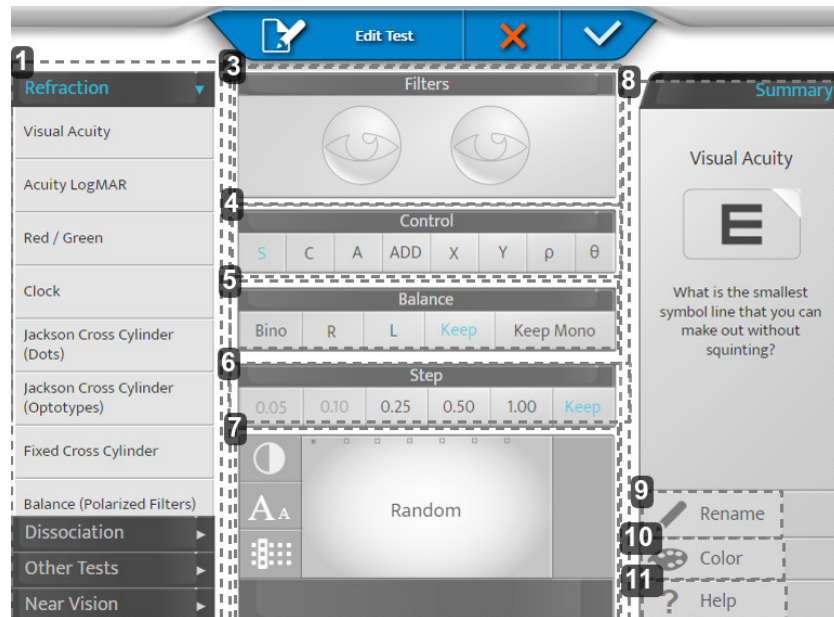 Edit Test
1
Refraction
Visual Acuity
Acuity LogMAR
Red / Green
Clock
Jackson Cross Cylinder
(Dots)
Jackson Cross Cylinder
(Optotypes)
Fixed Cross Cylinder
Balance (Polarized Filters)
Dissociation
Other Tests
Near Vision
3
Filters
4
Control
S C A ADD X Y ρ θ
5
Balance
Bino R L Keep Keep Mono
6
Step
0.05 0.10 0.25 0.50 1.00 Keep
7
A A
Random
8
Summary
Visual Acuity
E
What is the smallest
symbol line that you can
make out without
squinting?
9
Rename
10
Color
11
? Help